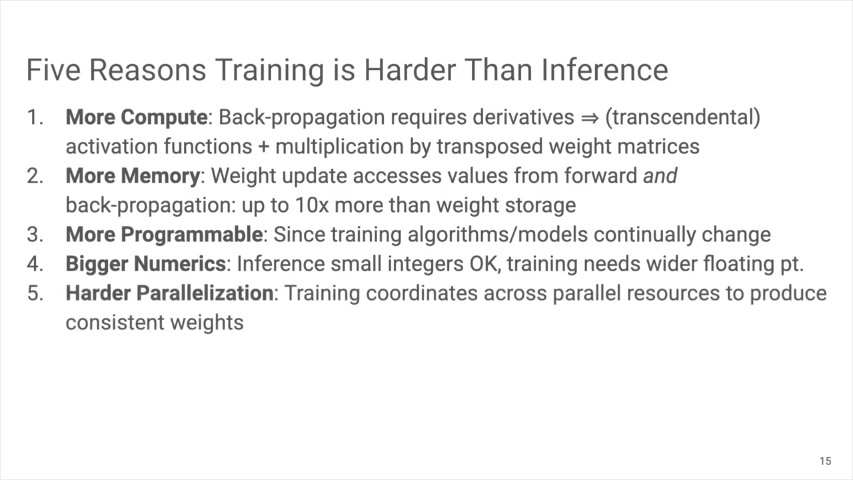 Five Reasons Training is Harder Than Inference
1. More Compute: Back-propagation requires derivatives ⇒ (transcendental)
activation functions + multiplication by transposed weight matrices
2. More Memory: Weight update accesses values from forward and
back-propagation: up to 10x more than weight storage
3. More Programmable: Since training algorithms/models continually change
4. Bigger Numerics: Inference small integers OK, training needs wider floating pt.
5. Harder Parallelization: Training coordinates across parallel resources to produce
consistent weights
15